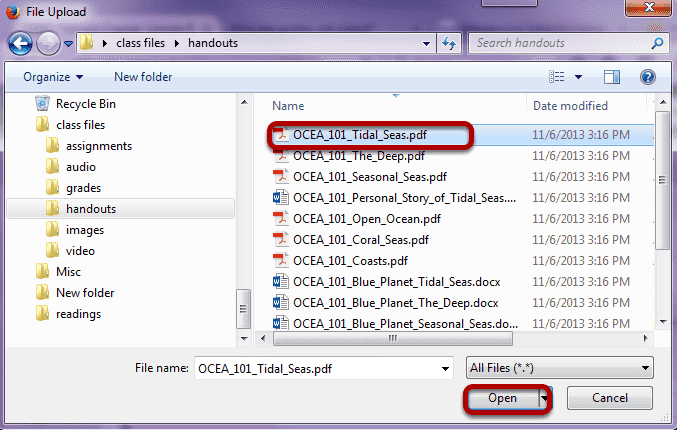 File Upload
class files handouts
Search handouts
Organize New folder
Name Date modified
Recycle Bin
class files
assignments
audio
grades
handouts
images
video
Misc
New folder
readings
OCEA_101_Tidal_Seas.pdf 11/6/2013 3:16 PM
OCEA_101_The_Deep.pdf 11/6/2013 3:16 PM
OCEA_101_Seasonal_Seas.pdf 11/6/2013 3:16 PM
OCEA_101_Personal_Story_of_Tidal_Seas.... 11/6/2013 3:16 PM
OCEA_101_Open_Ocean.pdf 11/6/2013 3:16 PM
OCEA_101_Coral_Seas.pdf 11/6/2013 3:16 PM
OCEA_101_Coasts.pdf 11/6/2013 3:16 PM
OCEA_101_Blue_Planet_Tidal_Seas.docx 11/6/2013 3:16 PM
OCEA_101_Blue_Planet_The_Deep.docx 11/6/2013 3:16 PM
OCEA_101_Blue_Planet_Seasonal_Seas.do... 11/6/2013 3:16 PM
File name: OCEA_101_Tidal_Seas.pdf All Files (*.*)
Open Cancel